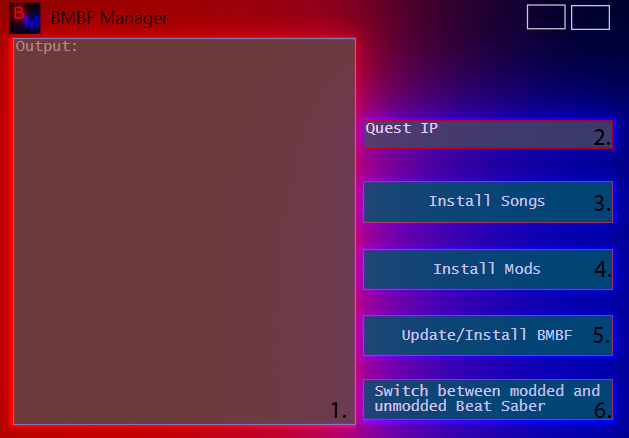 BM
BMBF Manager
Output:
1.
Quest IP
2.
Install Songs
3.
Install Mods
4.
Update/Install BMBF
5.
Switch between modded and
unmodded Beat Saber
6.